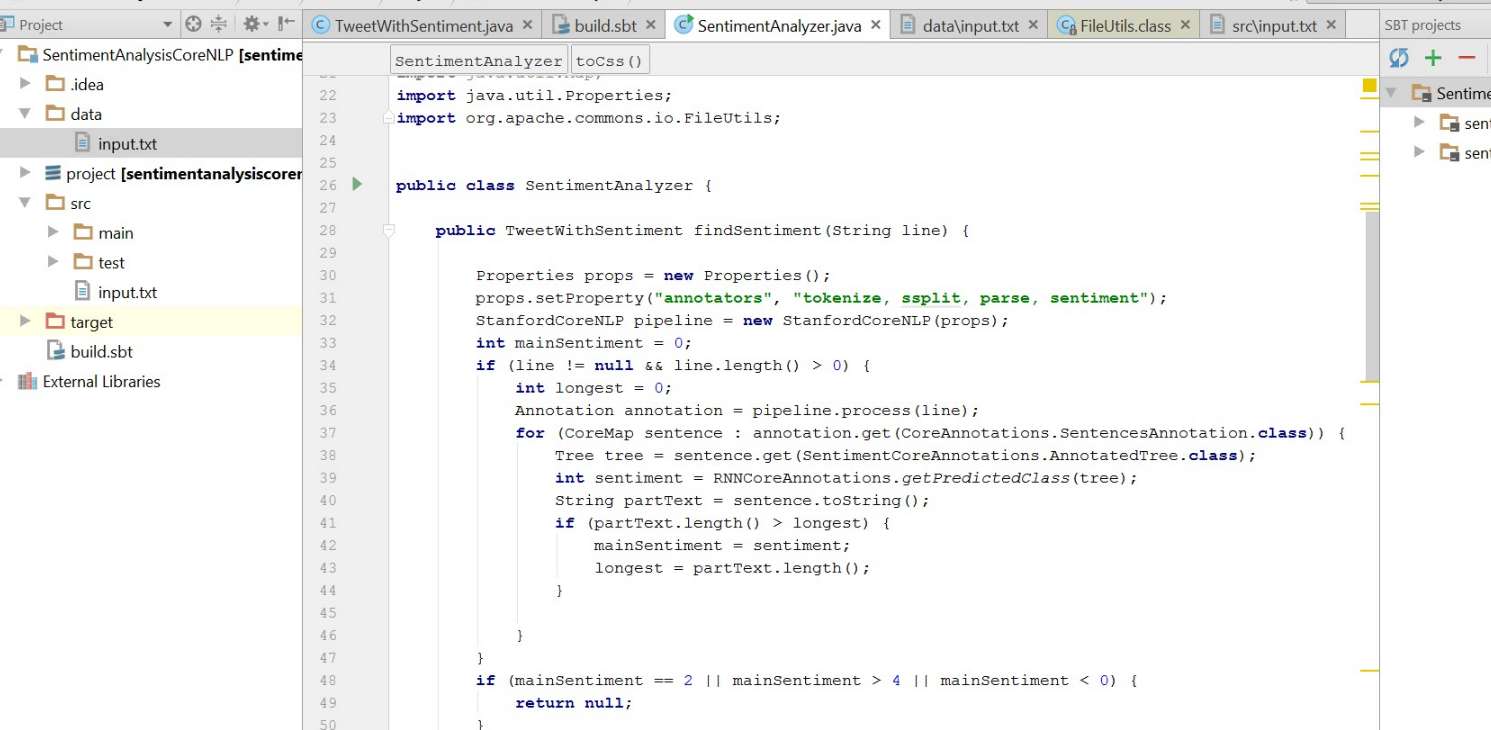 Project
TweetWithSentiment.java
build.sbt
SentimentAnalyzer.java
data\input.txt
FileUtils.class
src\input.txt
SBT projects
SentimentAnalysisCoreNLP [sentime
.idea
data
input.txt
project [sentimentanalysiscorer
src
main
test
input.txt
target
build.sbt
External Libraries
SentimentAnalyzer toCss()
21 import java.util.Map;
22 import java.util.Properties;
23 import org.apache.commons.io.FileUtils;
24
25
26 public class SentimentAnalyzer {
27
28 public TweetWithSentiment findSentiment(String line) {
29
30 Properties props = new Properties();
31 props.setProperty("annotators", "tokenize, ssplit, parse, sentiment");
32 StanfordCoreNLP pipeline = new StanfordCoreNLP(props);
33 int mainSentiment = 0;
34 if (line != null && line.length() > 0) {
35 int longest = 0;
36 Annotation annotation = pipeline.process(line);
37 for (CoreMap sentence : annotation.get(CoreAnnotations.SentencesAnnotation.class)) {
38 Tree tree = sentence.get(SentimentCoreAnnotations.AnnotatedTree.class);
39 int sentiment = RNNCoreAnnotations.getPredictedClass(tree);
40 String partText = sentence.toString();
41 if (partText.length() > longest) {
42 mainSentiment = sentiment;
43 longest = partText.length();
44 }
45
46 }
47 }
48 if (mainSentiment == 2 || mainSentiment > 4 || mainSentiment < 0) {
49 return null;
50 }
Sentime
sent
sent